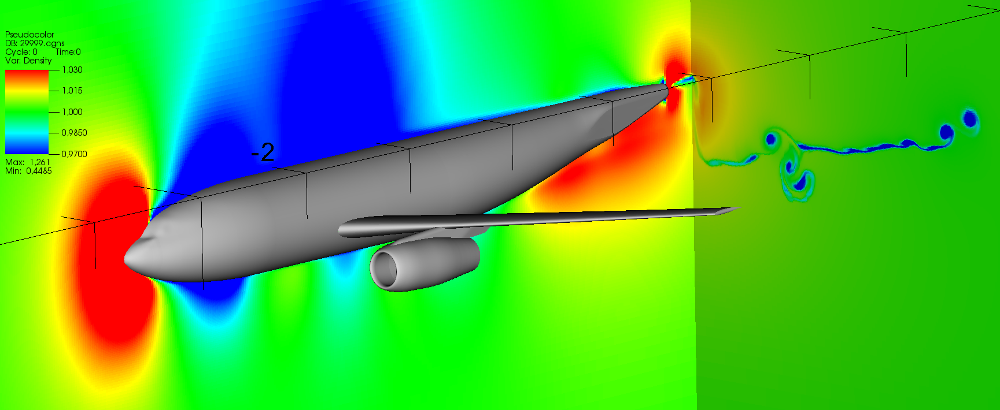 Pseudocolor
DB: 29999.cgns
Cycle: 0 Time:0
Var: Density
1,030
1,015
1,000
0,9850
0,9700
Max: 1,261
Min: 0,4485
-2